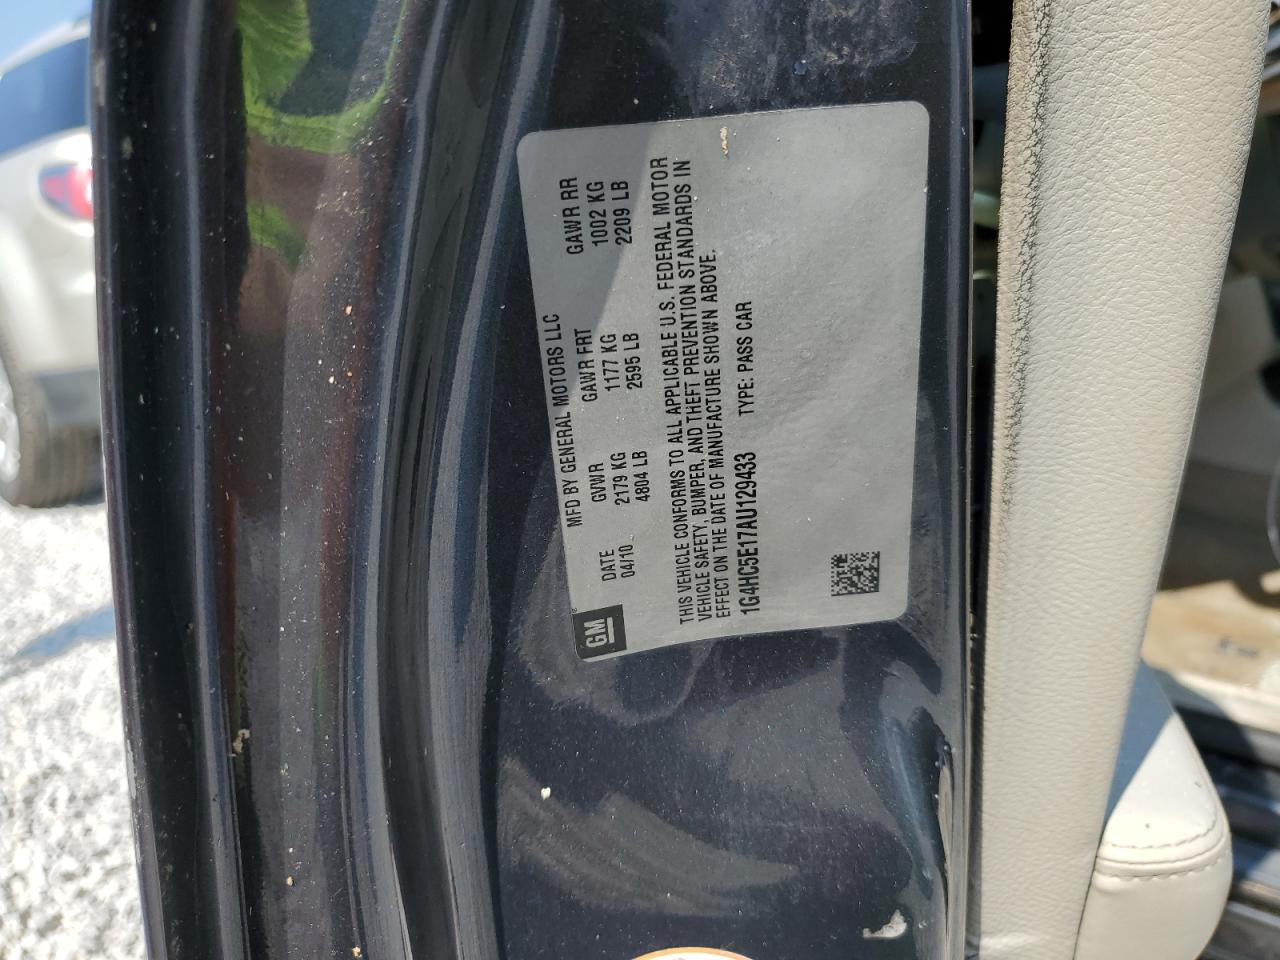 MFD BY GENERAL MOTORS LLC
DATE GVWR GAWR FRT GAWR RR
04/10 2179 KG 1177 KG 1002 KG
4804 LB 2595 LB 2209 LB
GM
THIS VEHICLE CONFORMS TO ALL APPLICABLE U.S. FEDERAL MOTOR
VEHICLE SAFETY, BUMPER, AND THEFT PREVENTION STANDARDS IN
EFFECT ON THE DATE OF MANUFACTURE SHOWN ABOVE.
1G4HC5E17AU129433 TYPE: PASS CAR